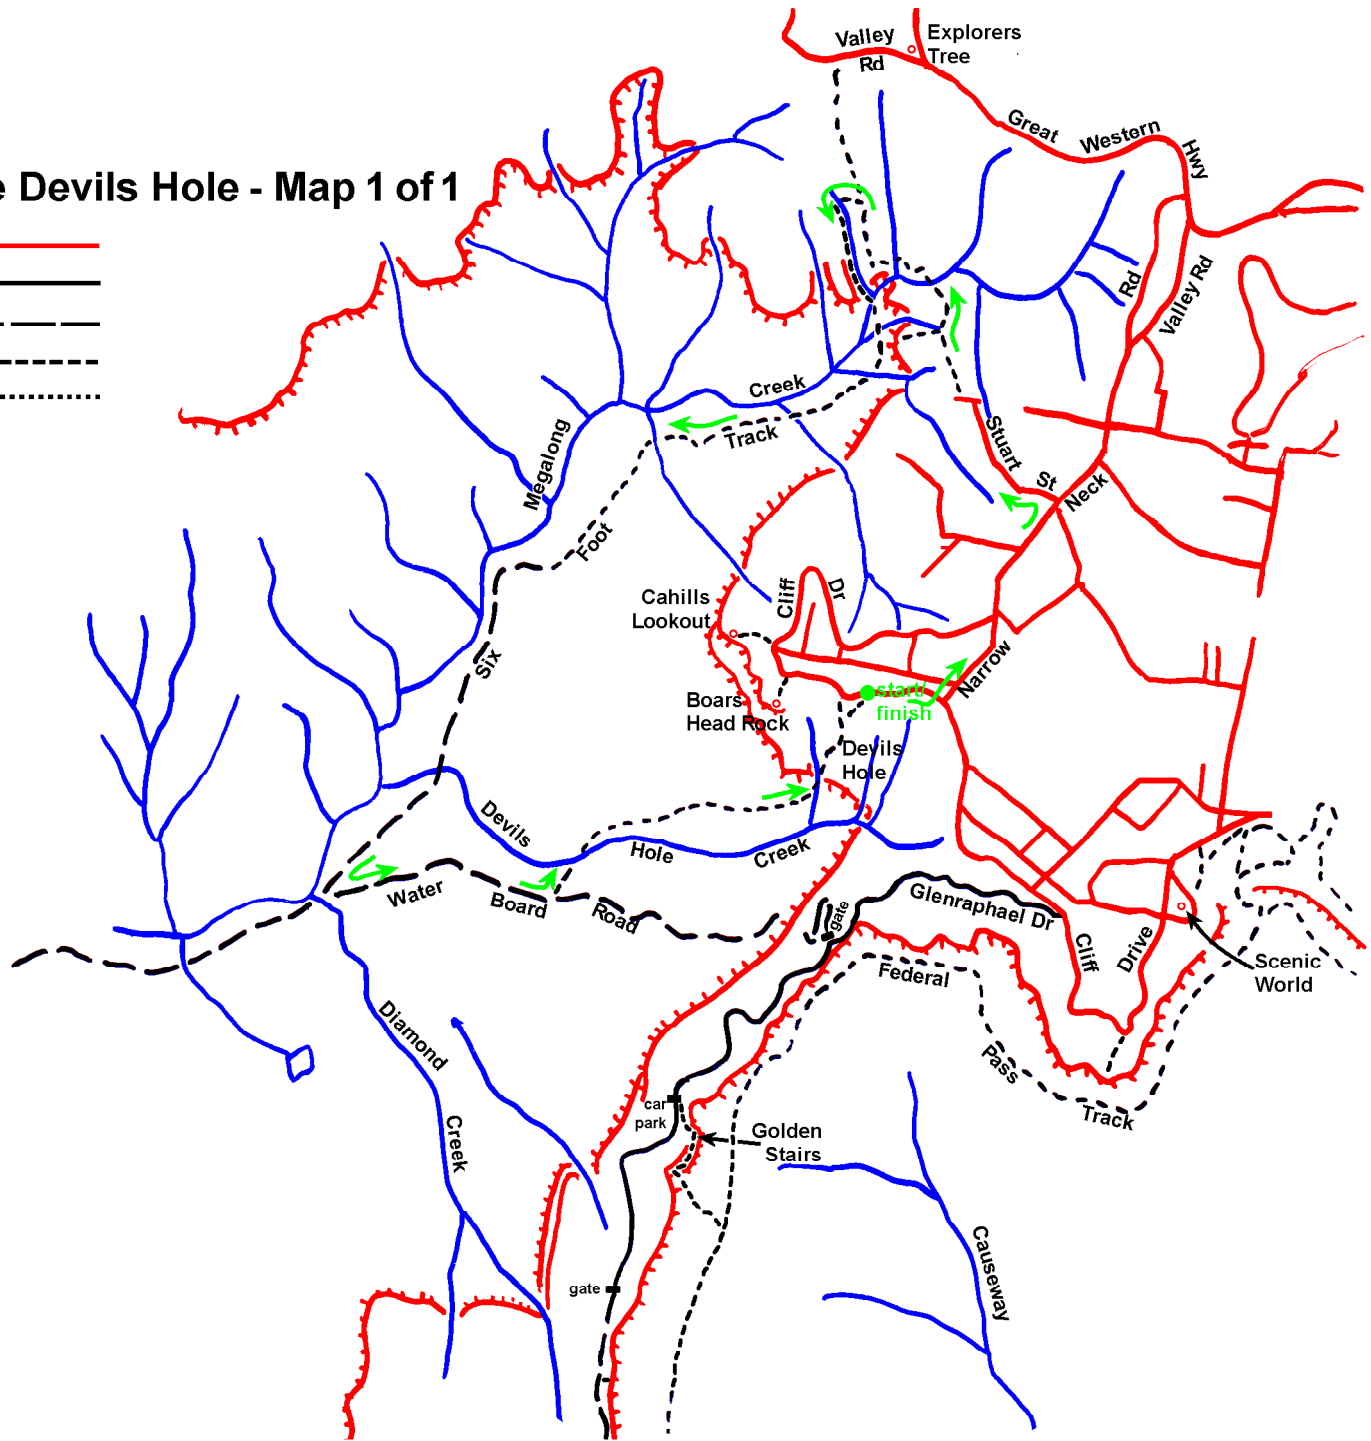 Valley
Rd
Explorers
Tree
Great
Western
Hwy
e Devils Hole - Map 1 of 1
Rd
Valley Rd
Creek
Track
Megalong
Foot
Stuart
St
Neck
Cahills
Lookout
Cliff
Dr
Six
Narrow
Boars
Head Rock
start/
finish
Devils
Hole
Devils
Hole
Creek
Water
Board
Road
gate
Glenraphael Dr
Cliff
Drive
Federal
Pass
Track
Scenic
World
Diamond
Creek
car
park
Golden
Stairs
gate
Causeway